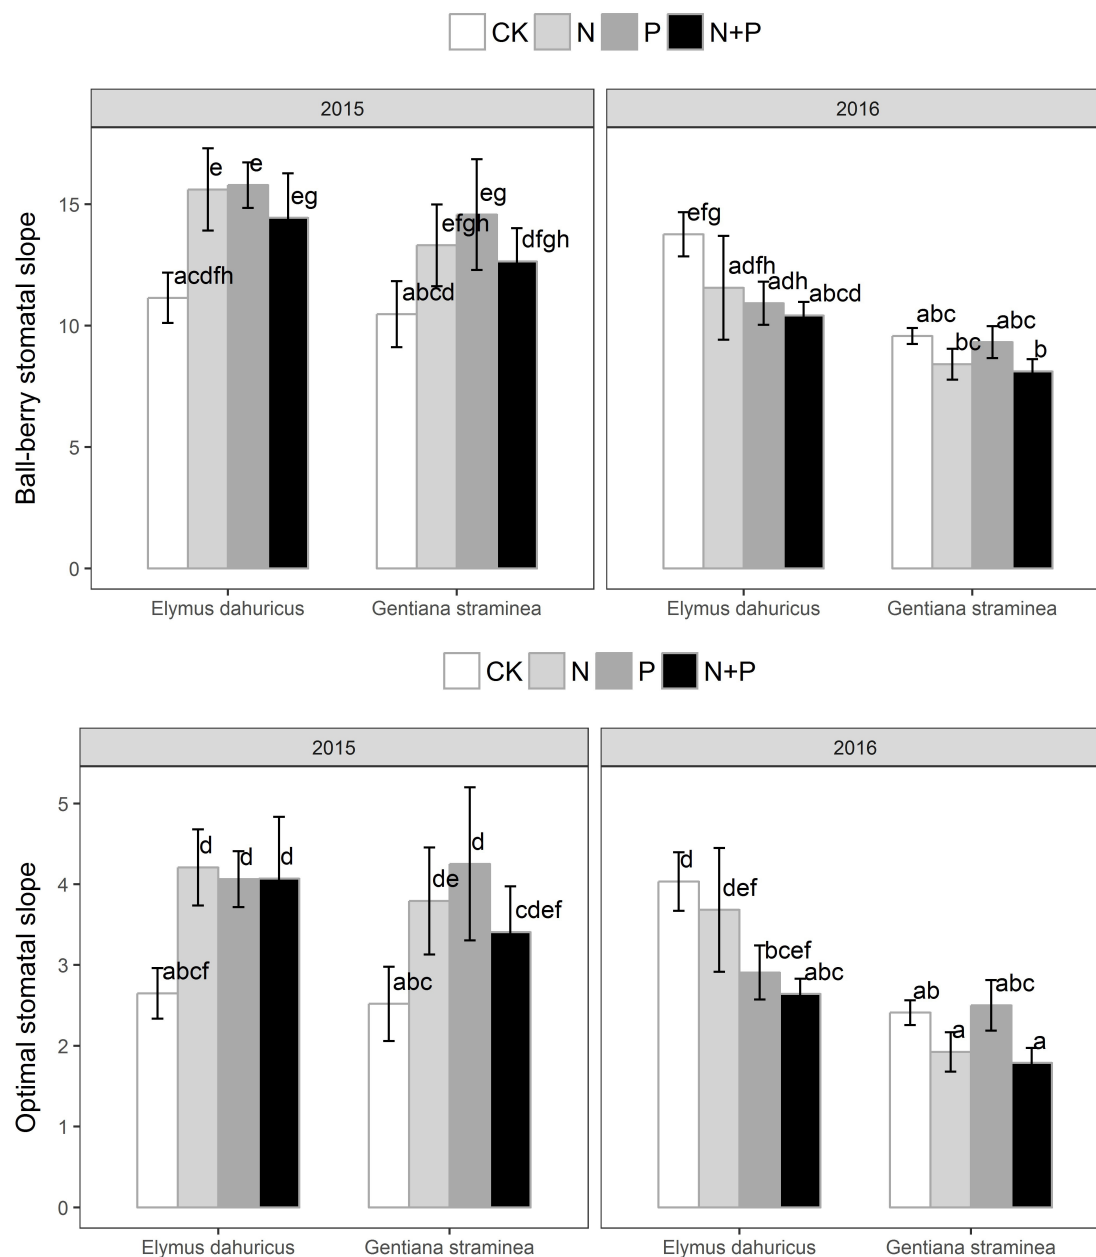 CK N P N+P
2015 2016
Ball-berry stomatal slope
15
10
5
0
acdfh e e eg abcd efgh eg dfgh
efg adfh adh abcd abc bc abc b
Elymus dahuricus Gentiana straminea Elymus dahuricus Gentiana straminea
CK N P N+P
2015 2016
Optimal stomatal slope
5
4
3
2
1
0
abcf d d d abc de d cdef
d def bcef abc ab a abc a
Elymus dahuricus Gentiana straminea Elymus dahuricus Gentiana straminea